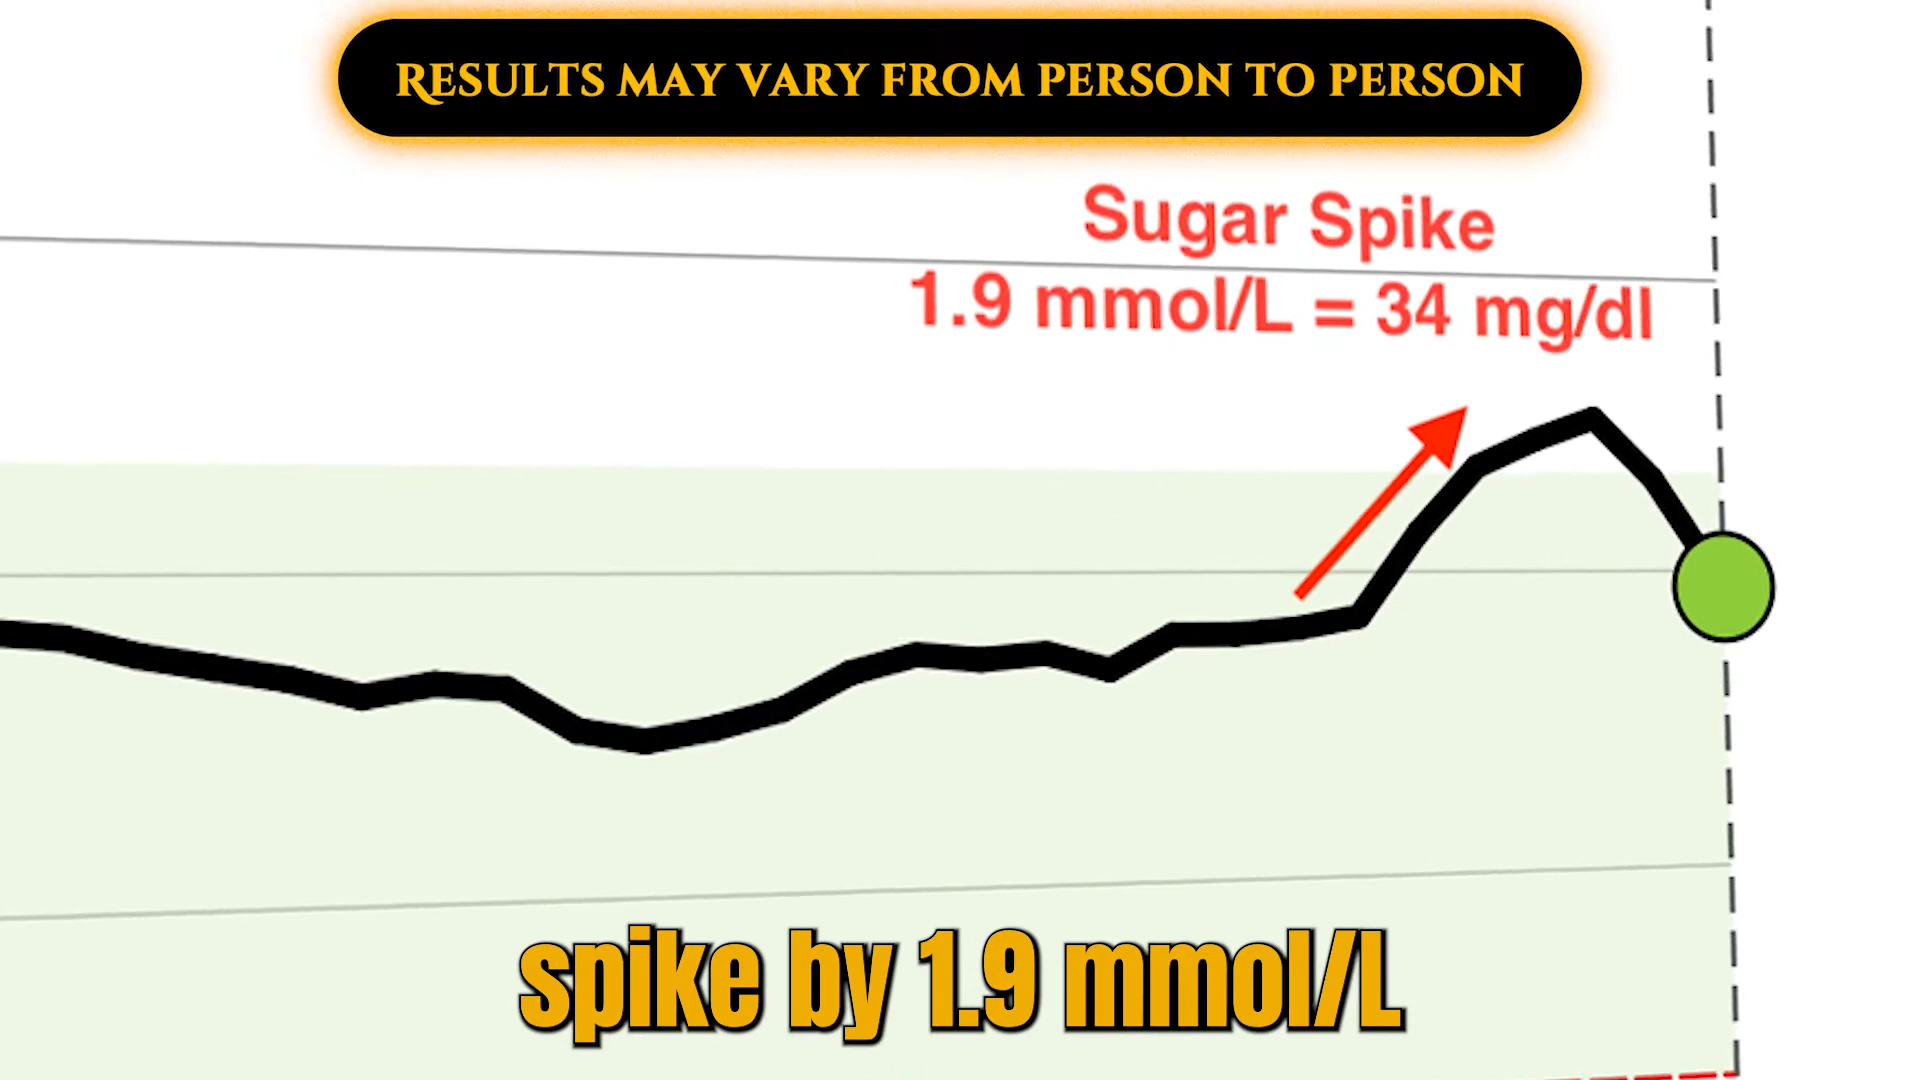 Results may vary from person to person
Sugar Spike
1.9 mmol/L = 34 mg/dl
spike by 1.9 mmol/L